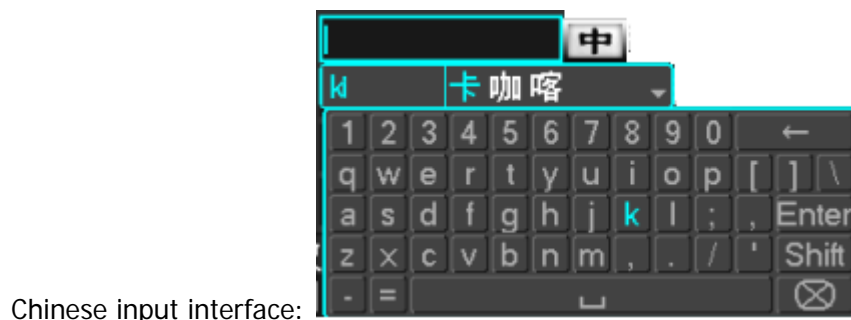 中
k 卡 咖 喀
1 2 3 4 5 6 7 8 9 0 ←
q w e r t y u i o p [ ] \
a s d f g h j k l ; , Enter
z x c v b n m , . / ' Shift
- =
Chinese input interface: